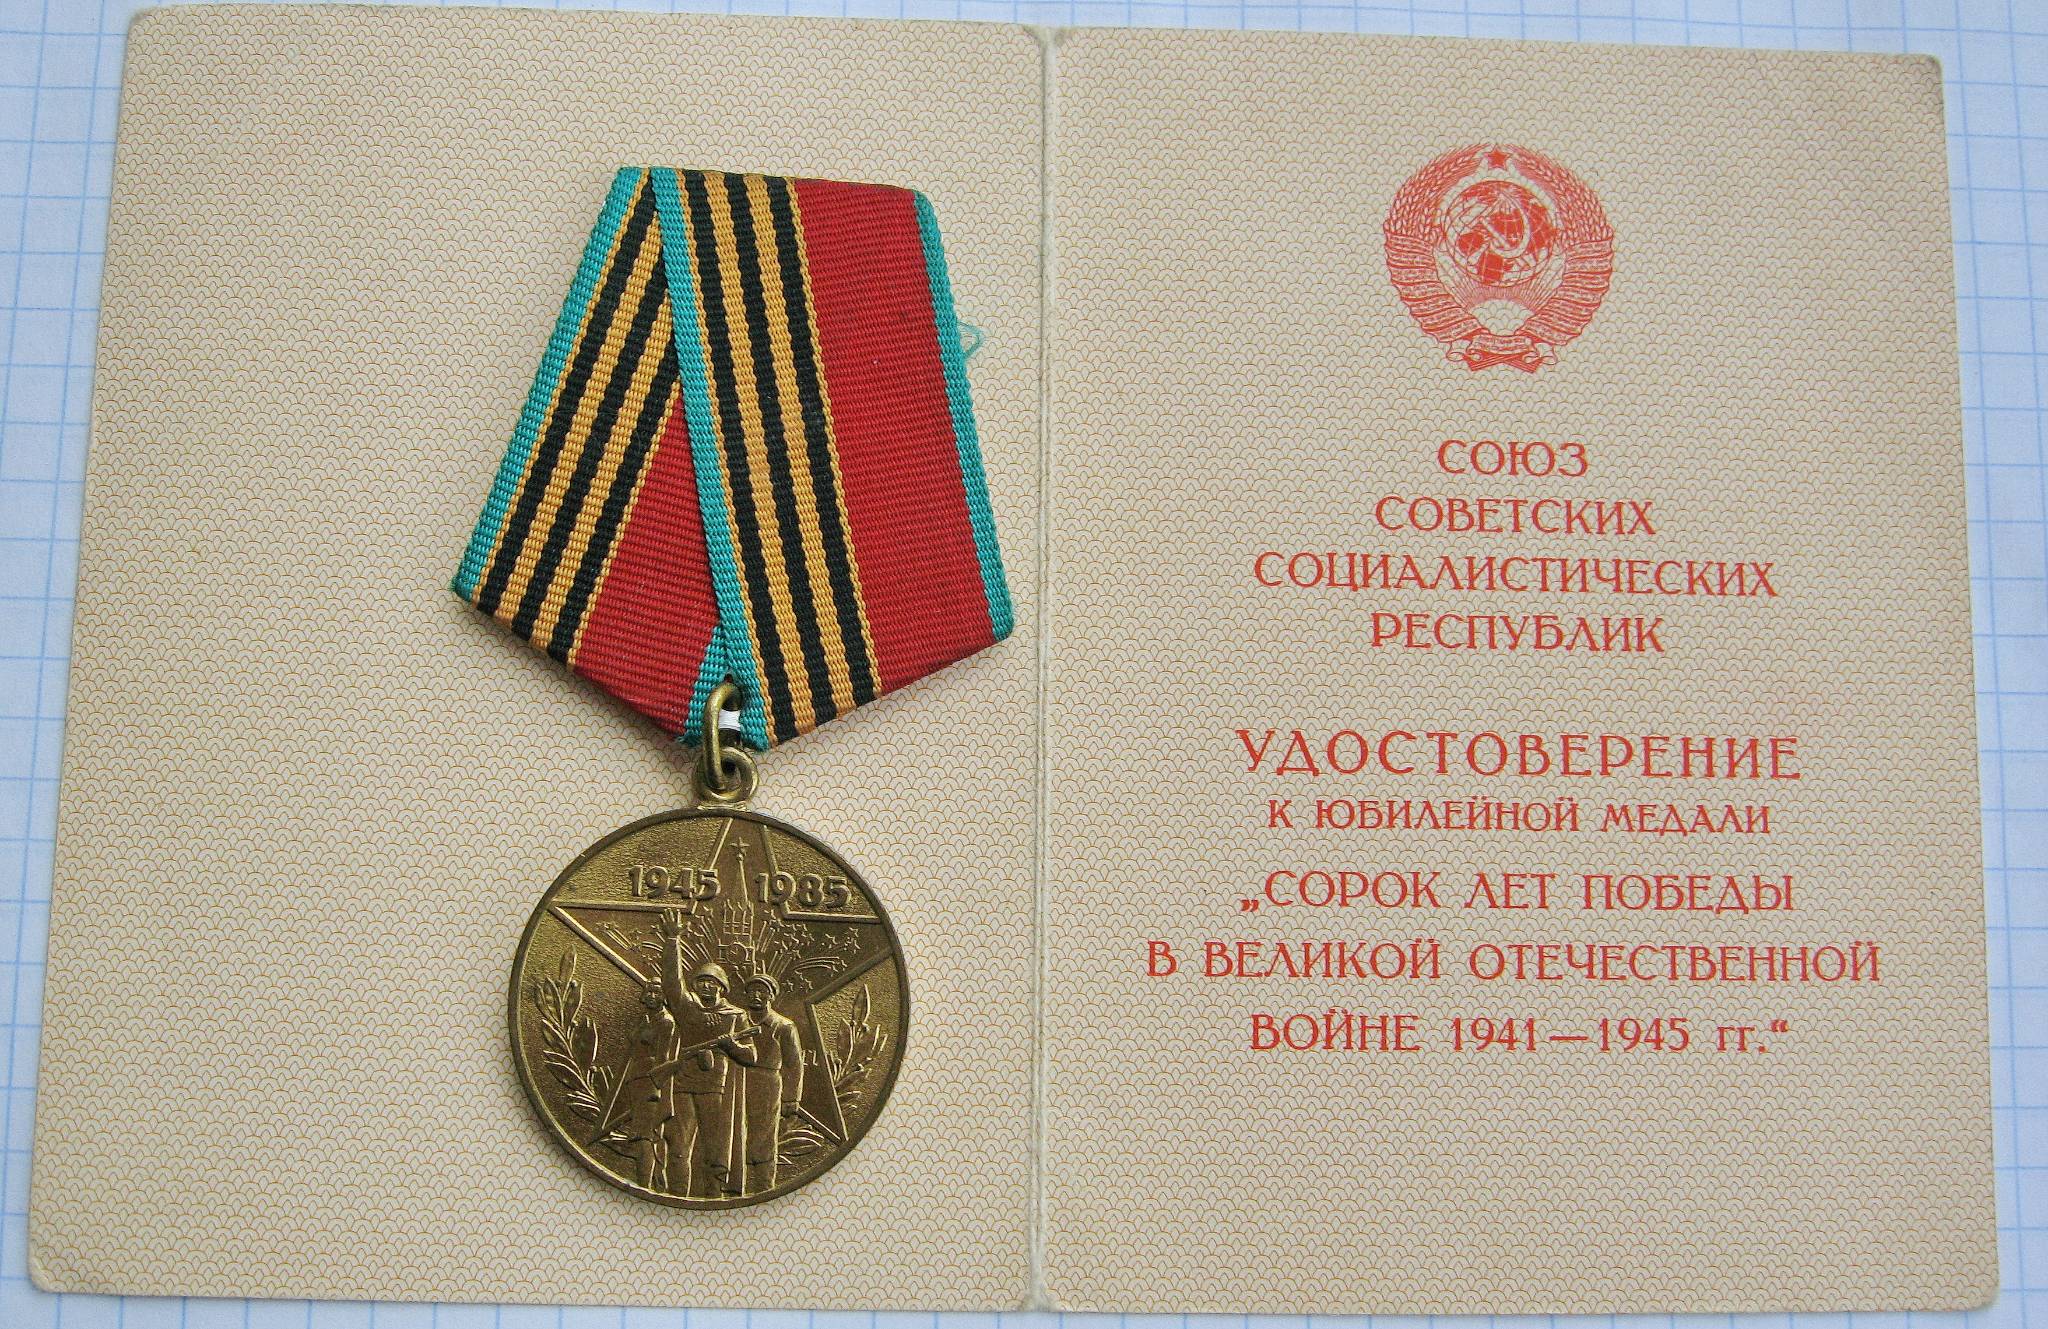 1945 1985
СОЮЗ
СОВЕТСКИХ
СОЦИАЛИСТИЧЕСКИХ
РЕСПУБЛИК
УДОСТОВЕРЕНИЕ
К ЮБИЛЕЙНОЙ МЕДАЛИ
„СОРОК ЛЕТ ПОБЕДЫ
В ВЕЛИКОЙ ОТЕЧЕСТВЕННОЙ
ВОЙНЕ 1941—1945 гг.“